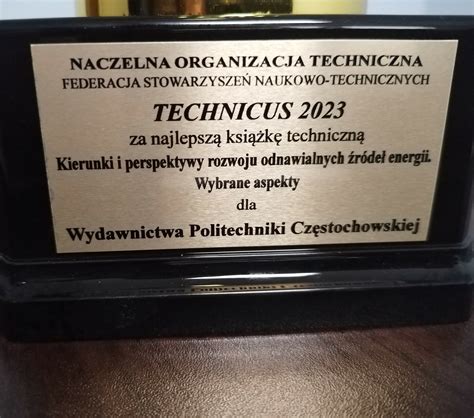 NACZELNA ORGANIZACJA TECHNICZNA
FEDERACJA STOWARZYSZEŃ NAUKOWO-TECHNICZNYCH
TECHNICUS 2023
za najlepszą książkę techniczną
Kierunki i perspektywy rozwoju odnawialnych źródeł energii.
Wybrane aspekty
dla
Wydawnictwa Politechniki Częstochowskiej